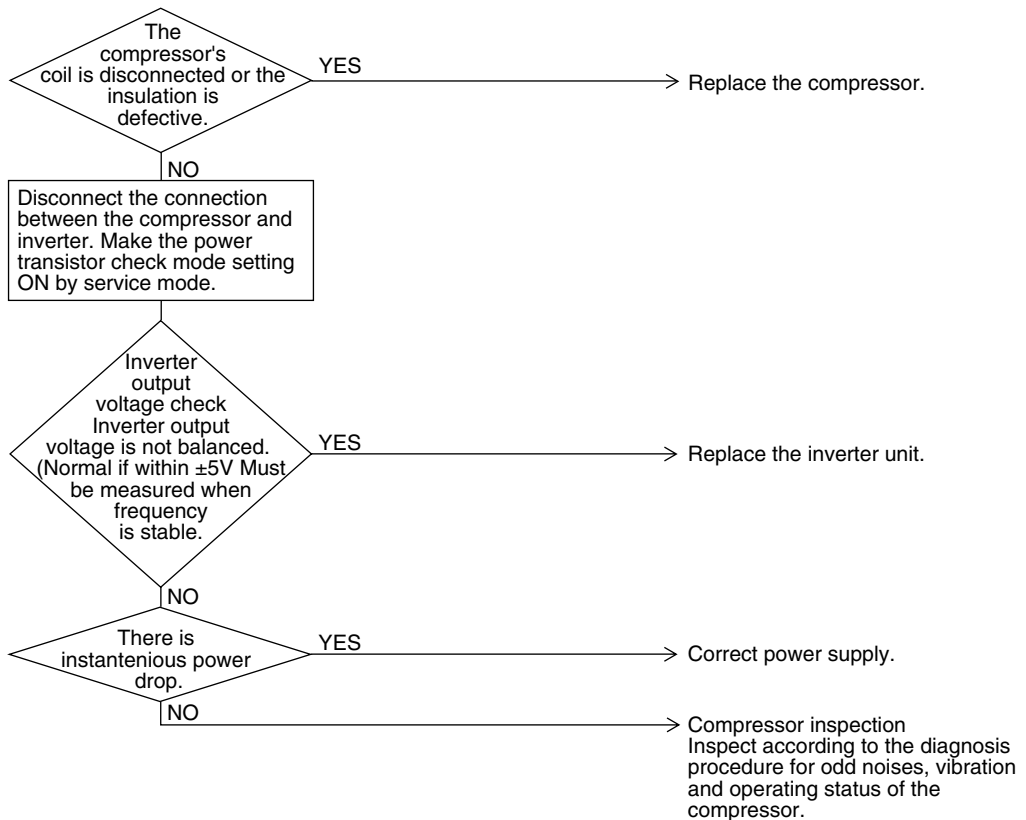 The
compressor's
coil is disconnected or the
insulation is
defective.
YES
Replace the compressor.
NO
Disconnect the connection
between the compressor and
inverter. Make the power
transistor check mode setting
ON by service mode.
Inverter
output
voltage check
Inverter output
voltage is not balanced.
(Normal if within ±5V Must
be measured when
frequency
is stable.
YES
Replace the inverter unit.
NO
There is
instantenious power
drop.
YES
Correct power supply.
NO
Compressor inspection
Inspect according to the diagnosis
procedure for odd noises, vibration
and operating status of the
compressor.